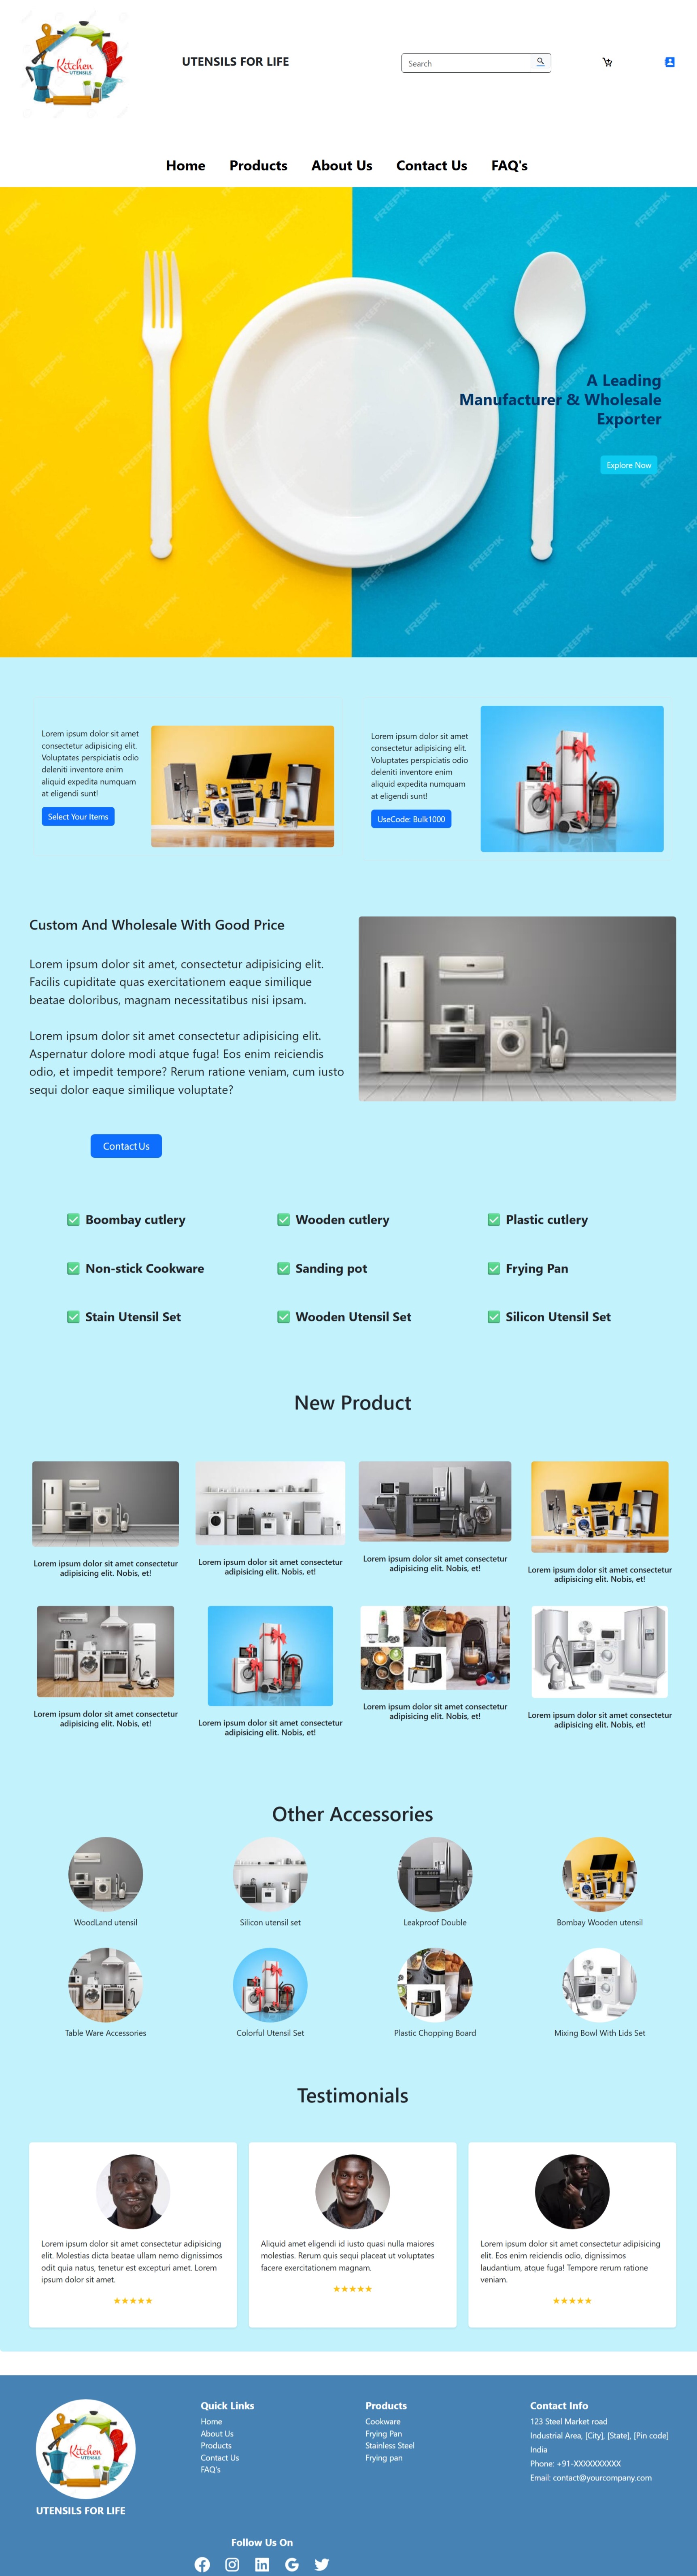 Kitchen
UTENSILS
UTENSILS FOR LIFE
Search
Home Products About Us Contact Us FAQ's
FREEPIK
A Leading
Manufacturer & Wholesale
Exporter
Explore Now
Lorem ipsum dolor sit amet
consectetur adipisicing elit.
Voluptates perspiciatis odio
deleniti inventore enim
aliquid expedita numquam
at eligendi sunt!
Select Your Items
Lorem ipsum dolor sit amet
consectetur adipisicing elit.
Voluptates perspiciatis odio
deleniti inventore enim
aliquid expedita numquam
at eligendi sunt!
UseCode: Bulk1000
Custom And Wholesale With Good Price
Lorem ipsum dolor sit amet, consectetur adipisicing elit.
Facilis cupiditate quas exercitationem eaque similique
beatae doloribus, magnam necessitatibus nisi ipsam.
Lorem ipsum dolor sit amet consectetur adipisicing elit.
Aspernatur dolore modi atque fuga! Eos enim reiciendis
odio, et impedit tempore? Rerum ratione veniam, cum iusto
sequi dolor eaque similique voluptate?
Contact Us
✅ Boombay cutlery ✅ Wooden cutlery ✅ Plastic cutlery
✅ Non-stick Cookware ✅ Sanding pot ✅ Frying Pan
✅ Stain Utensil Set ✅ Wooden Utensil Set ✅ Silicon Utensil Set
New Product
Lorem ipsum dolor sit amet consectetur
adipisicing elit. Nobis, et!
Lorem ipsum dolor sit amet consectetur
adipisicing elit. Nobis, et!
Lorem ipsum dolor sit amet consectetur
adipisicing elit. Nobis, et!
Lorem ipsum dolor sit amet consectetur
adipisicing elit. Nobis, et!
Lorem ipsum dolor sit amet consectetur
adipisicing elit. Nobis, et!
Lorem ipsum dolor sit amet consectetur
adipisicing elit. Nobis, et!
Lorem ipsum dolor sit amet consectetur
adipisicing elit. Nobis, et!
Lorem ipsum dolor sit amet consectetur
adipisicing elit. Nobis, et!
Other Accessories
WoodLand utensil
Silicon utensil set
Leakproof Double
Bombay Wooden utensil
Table Ware Accessories
Colorful Utensil Set
Plastic Chopping Board
Mixing Bowl With Lids Set
Testimonials
Lorem ipsum dolor sit amet consectetur adipisicing
elit. Molestias dicta beatae ullam nemo dignissimos
odit quia natus, tenetur est excepturi amet. Lorem
ipsum dolor sit amet.
★★★★★
Aliquid amet eligendi id iusto quasi nulla maiores
molestias. Rerum quis sequi placeat ut voluptates
facere exercitationem magnam.
★★★★★
Lorem ipsum dolor sit amet consectetur adipisicing
elit. Eos enim reiciendis odio, dignissimos
laudantium, atque fuga! Tempore rerum ratione
veniam.
★★★★★
Kitchen
UTENSILS
UTENSILS FOR LIFE
Quick Links
Home
About Us
Products
Contact Us
FAQ's
Products
Cookware
Frying Pan
Stainless Steel
Frying pan
Contact Info
123 Steel Market road
Industrial Area, [City], [State], [Pin code]
India
Phone: +91-XXXXXXXXXX
Email: contact@yourcompany.com
Follow Us On